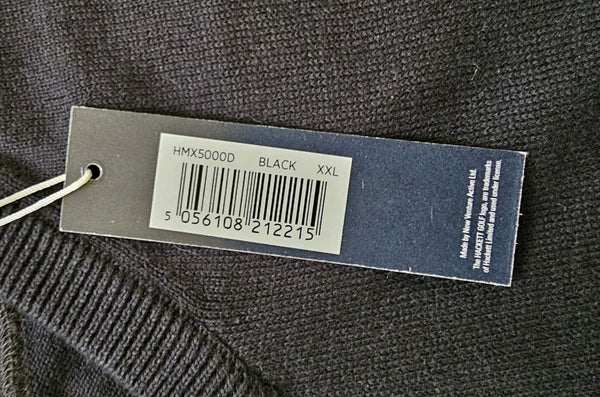 HMX5000D BLACK XXL
5 056108 212215
Made by New Venture Active Ltd.
The HACKETT GOLF logo, are trademarks
of Hackett Limited and used under license.